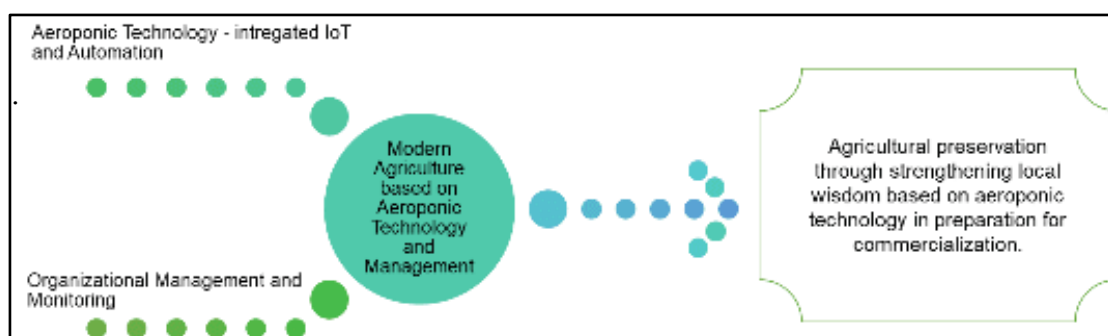 Aeroponic Technology - intregated IoT
and Automation
Modern
Agriculture
based on
Aeroponic
Technology
and
Management
Organizational Management and
Monitoring
Agricultural preservation
through strengthening local
wisdom based on aeroponic
technology in preparation for
commercialization.